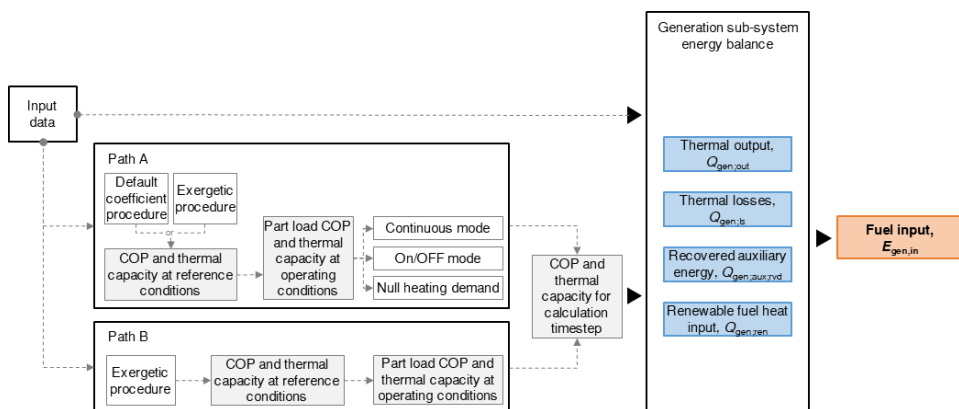 Generation sub-system
energy balance
Input
data
Path A
Default
coefficient
procedure
Exergetic
procedure
or
COP and thermal
capacity at reference
conditions
Part load COP
and thermal
capacity at
operating
conditions
Continuous mode
On/OFF mode
Null heating demand
COP and
thermal
capacity for
calculation
timestep
Thermal output,
Qgen;out
Thermal losses,
Qgen;ls
Recovered auxiliary
energy, Qgen;aux,rvd
Renewable fuel heat
input, Qgen;ren
Fuel input,
Egen,in
Path B
Exergetic
procedure
COP and thermal
capacity at reference
conditions
Part load COP and
thermal capacity at
operating conditions